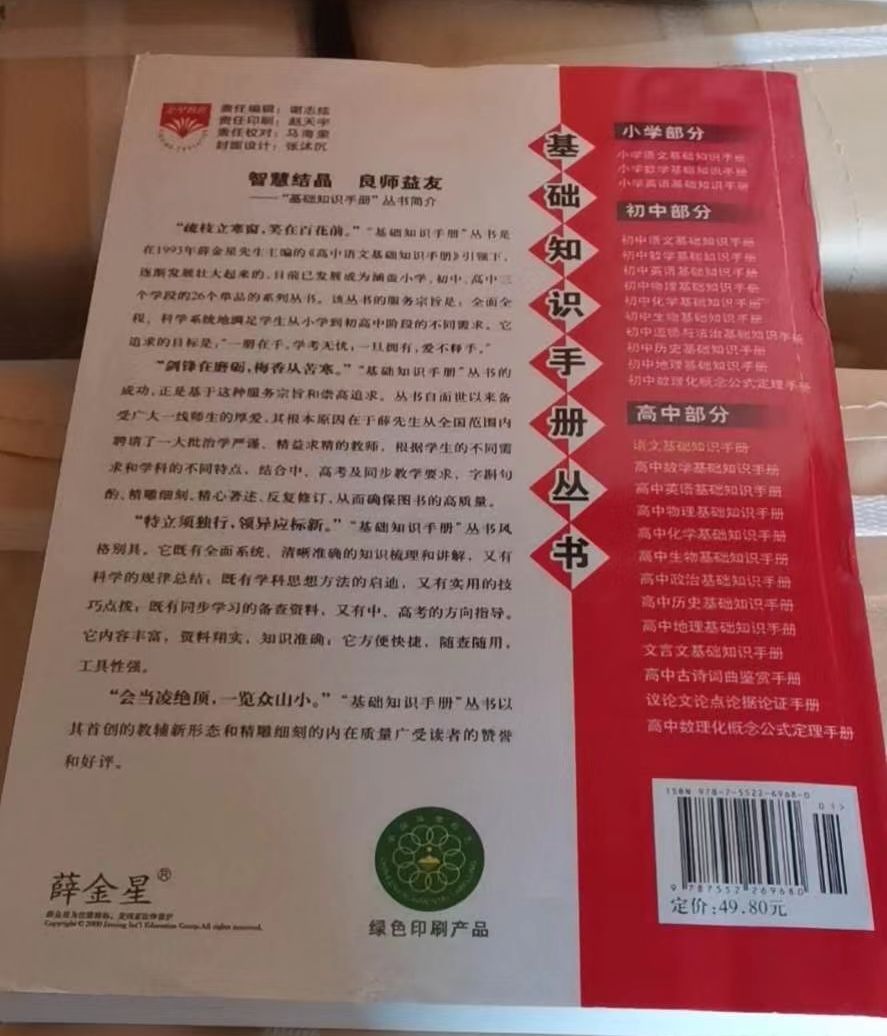 责任编辑：谢志线
责任印刷：赵天宇
责任校对：马海荣
封面设计：张沐沉
智慧结晶 良师益友
——“基础知识手册”丛书简介
“疏枝立寒窗，笑在百花前。”“基础知识手册”丛书是
在1993年薛金星先生主编的《高中语文基础知识手册》引领下，
逐渐发展壮大起来的，目前已发展成为涵盖小学、初中、高中三
个学段的26个单品的系列丛书。该丛书的服务宗旨是：全面全
程、科学系统地满足学生从小学到初高中阶段的不同需求。它
追求的目标是：“一册在手，学考无忧，一旦拥有，爱不释手。”
“剑锋在磨砺，梅香从苦寒。”“基础知识手册”丛书的
成功，正是基于这种服务宗旨和崇高追求。丛书自面世以来备
受广大一线师生的厚爱，其根本原因在于薛先生从全国范围内
聘请了一大批治学严谨、精益求精的教师，根据学生的不同需
求和学科的不同特点，结合中、高考及同步教学要求，字斟句
酌、精雕细刻、精心著述、反复修订，从而确保图书的高质量。
“特立须独行，领异应标新。”“基础知识手册”丛书风
格别具。它既有全面系统、清晰准确的知识梳理和讲解，又有
科学的规律总结；既有学科思想方法的启迪，又有实用的技
巧点拨；既有同步学习的备查资料，又有中、高考的方向指导。
它内容丰富，资料翔实，知识准确；它方便快捷，随查随用，
工具性强。
“会当凌绝顶，一览众山小。”“基础知识手册”丛书以
其首创的教辅新形态和精雕细刻的内在质量广受读者的赞誉
和好评。
薛金星®
绿色印刷产品
基础知识手册丛书
小学部分
小学语文基础知识手册
小学数学基础知识手册
小学英语基础知识手册
初中部分
初中语文基础知识手册
初中数学基础知识手册
初中英语基础知识手册
初中物理基础知识手册
初中化学基础知识手册
初中生物基础知识手册
初中道德与法治基础知识手册
初中历史基础知识手册
初中地理基础知识手册
初中数理化概念公式定理手册
高中部分
语文基础知识手册
高中数学基础知识手册
高中英语基础知识手册
高中物理基础知识手册
高中化学基础知识手册
高中生物基础知识手册
高中政治基础知识手册
高中历史基础知识手册
高中地理基础知识手册
文言文基础知识手册
高中古诗词曲鉴赏手册
议论文论点论据论证手册
高中数理化概念公式定理手册
ISBN 978-7-5522-6968-0
01>
9 787552 269680
定价:49.80元